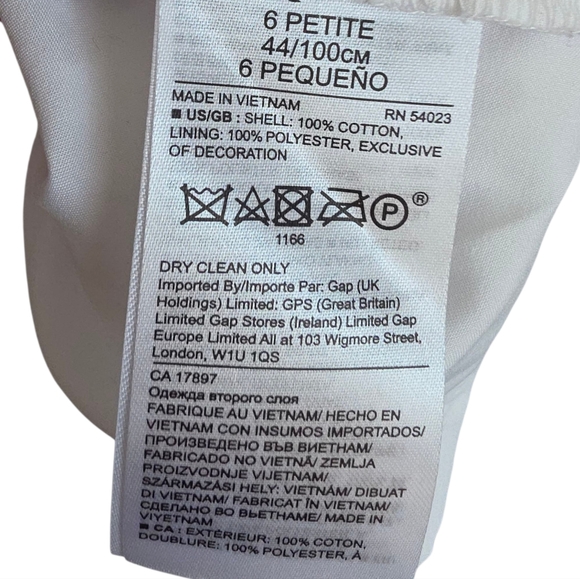 6 PETITE
44/100CM
6 PEQUEÑO
MADE IN VIETNAM RN 54023
■ US/GB : SHELL: 100% COTTON,
LINING: 100% POLYESTER, EXCLUSIVE
OF DECORATION
P ®
1166
DRY CLEAN ONLY
Imported By/Importe Par: Gap (UK
Holdings) Limited: GPS (Great Britain)
Limited Gap Stores (Ireland) Limited Gap
Europe Limited All at 103 Wigmore Street,
London, W1U 1QS
CA 17897
Одежда второго слоя
FABRIQUE AU VIETNAM/ HECHO EN
VIETNAM CON INSUMOS IMPORTADOS/
ПРОИЗВЕДЕНО ВЪВ ВИЕТНАМ/
FABRICADO NO VIETNÃ/ ZEMLJA
PROIZVODNJE VIJETNAM/
SZÁRMAZÁSI HELY: VIETNÁM/ DIBUAT
DI VIETNAM/ FABRICAT ÎN VIETNAM/
СДЕЛАНО ВО ВЬЕТНАМЕ/ MADE IN
VIYETNAM
■ CA : EXTÉRIEUR: 100% COTON,
DOUBLURE: 100% POLYESTER, À